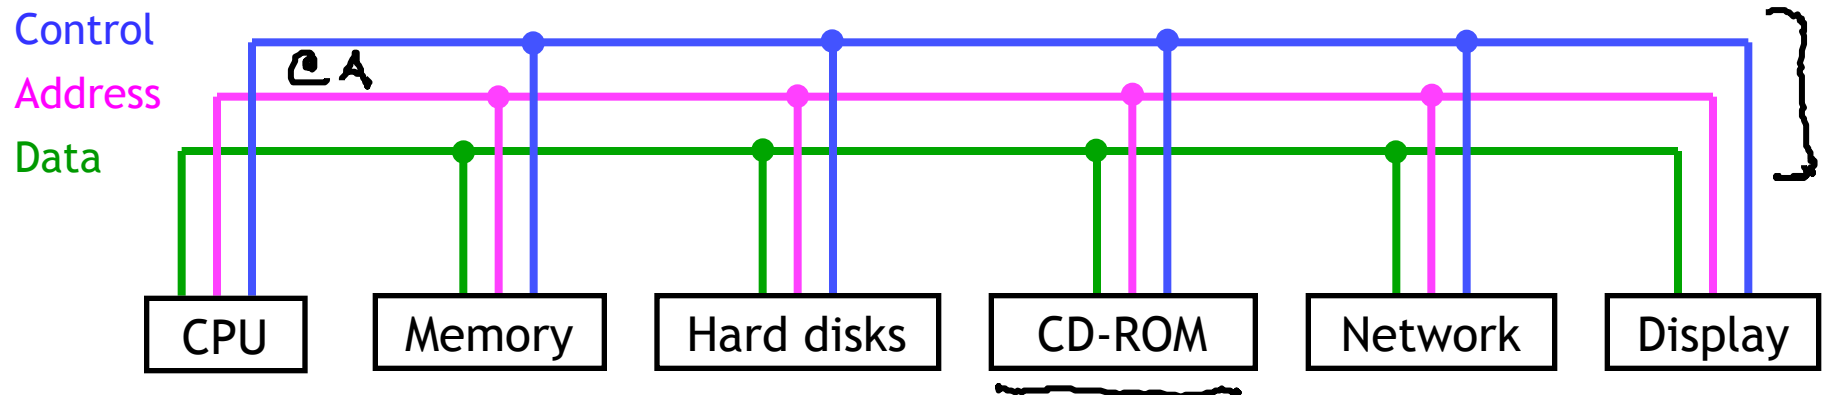 Control
@ A
Address
Data
CPU Memory Hard disks CD-ROM Network Display